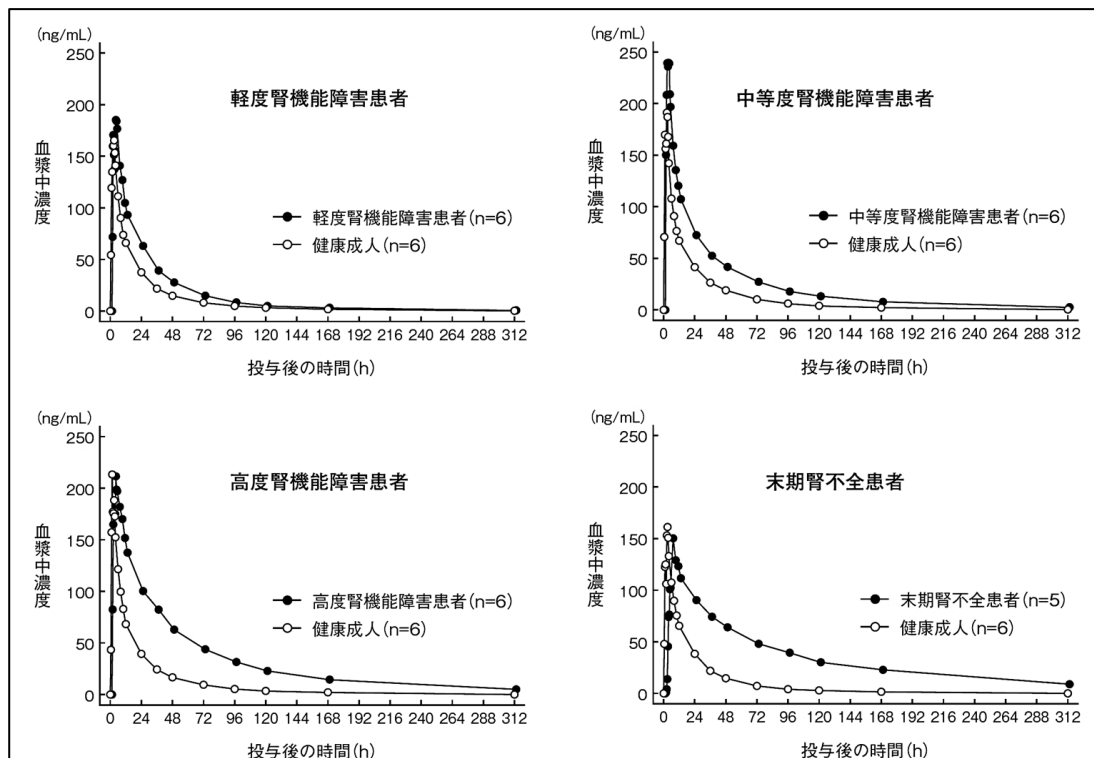 (ng/mL)
250
200
150
100
50
0
血漿中濃度
軽度腎機能障害患者
軽度腎機能障害患者(n=6)
健康成人(n=6)
0 24 48 72 96 120 144 168 192 216 240 264 288 312
投与後の時間(h)
(ng/mL)
250
200
150
100
50
0
血漿中濃度
中等度腎機能障害患者
中等度腎機能障害患者(n=6)
健康成人(n=6)
0 24 48 72 96 120 144 168 192 216 240 264 288 312
投与後の時間(h)
(ng/mL)
250
200
150
100
50
0
血漿中濃度
高度腎機能障害患者
高度腎機能障害患者(n=6)
健康成人(n=6)
0 24 48 72 96 120 144 168 192 216 240 264 288 312
投与後の時間(h)
(ng/mL)
250
200
150
100
50
0
血漿中濃度
末期腎不全患者
末期腎不全患者(n=5)
健康成人(n=6)
0 24 48 72 96 120 144 168 192 216 240 264 288 312
投与後の時間(h)